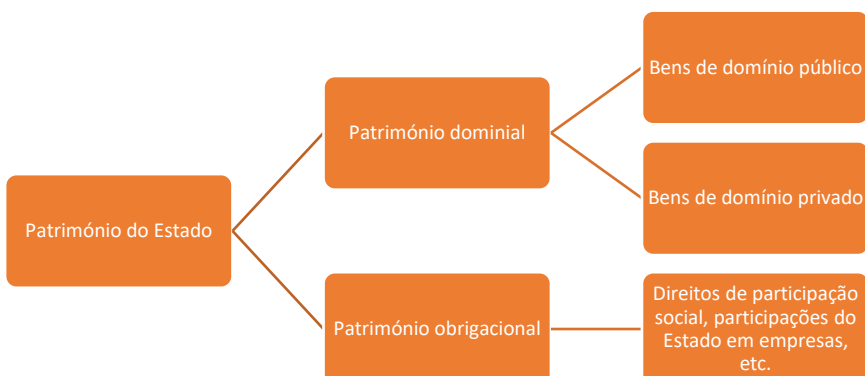 Património do Estado
Património dominial
Bens de domínio público
Bens de domínio privado
Património obrigacional
Direitos de participação
social, participações do
Estado em empresas,
etc.